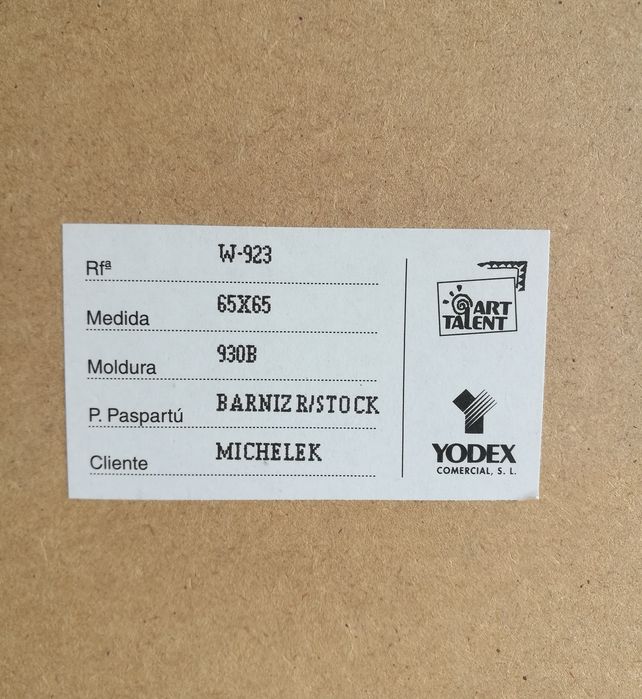 Rfª W-923
Medida 65X65
Moldura 930B
P. Paspartú BARNIZ R/STOCK
Cliente MICHELEK
ART
TALENT
YODEX
COMERCIAL, S. L.